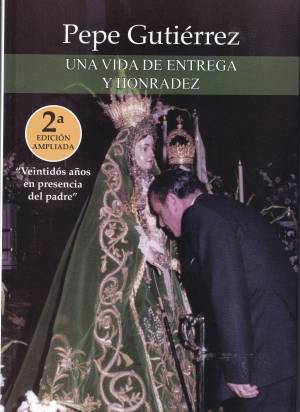 Pepe Gutiérrez
UNA VIDA DE ENTREGA
Y HONRADEZ
2ª
EDICIÓN
AMPLIADA
“Veintidós años
en presencia
del padre”